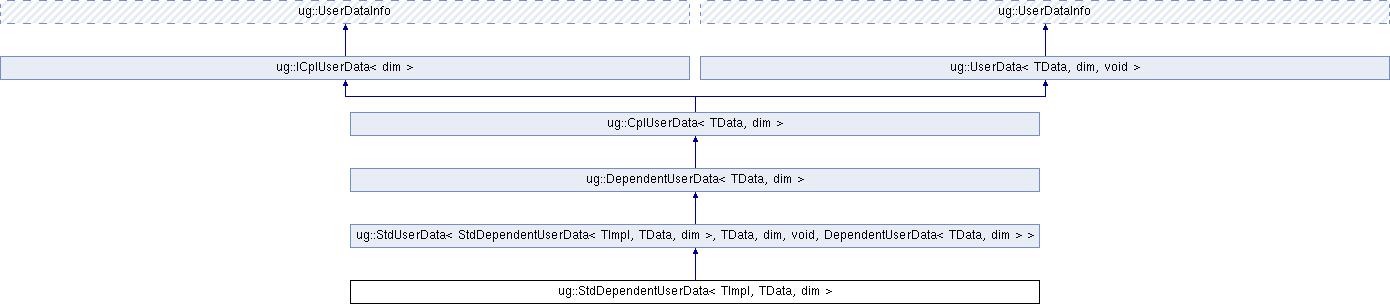 ug::UserDataInfo
ug::UserDataInfo
ug::ICplUserData< dim >
ug::UserData< TData, dim, void >
ug::CplUserData< TData, dim >
ug::DependentUserData< TData, dim >
ug::StdUserData< StdDependentUserData< TImpl, TData, dim >, TData, dim, void, DependentUserData< TData, dim > >
ug::StdDependentUserData< TImpl, TData, dim >